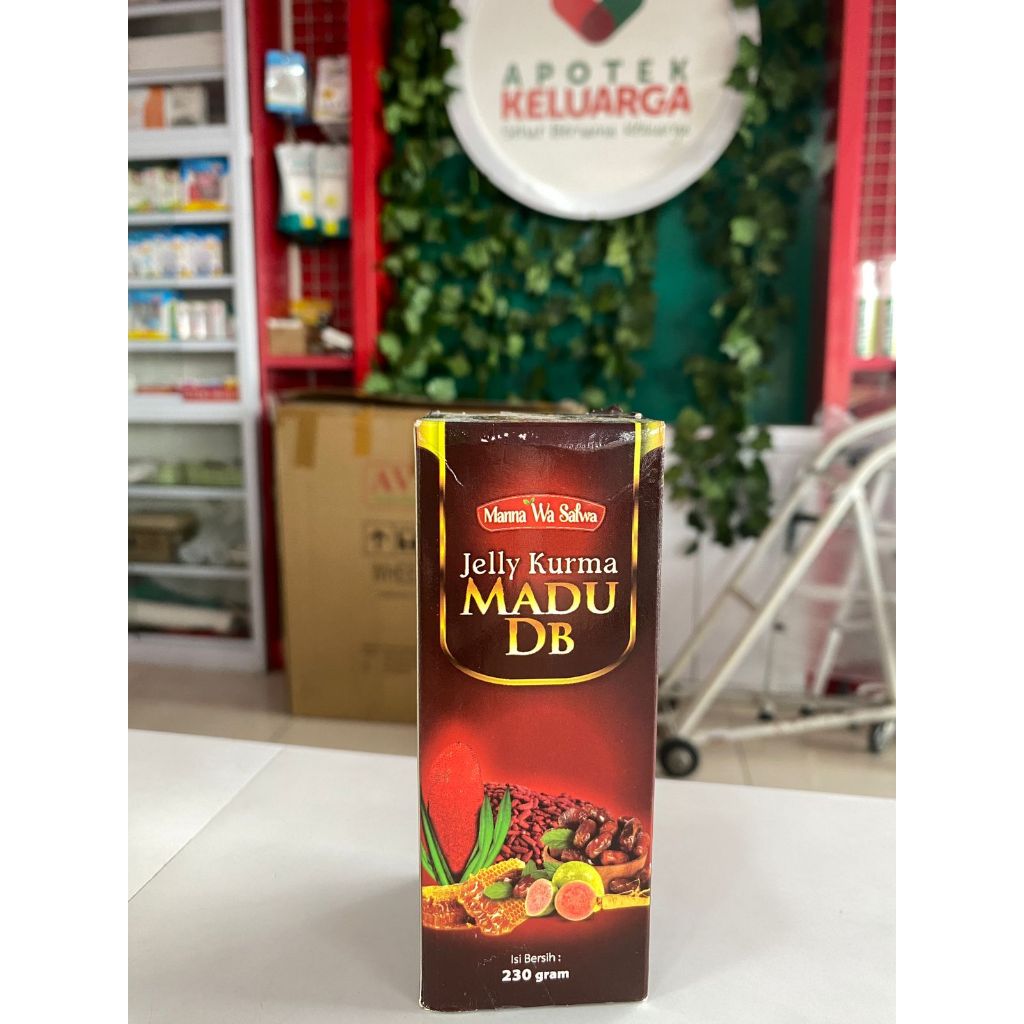 APOTEK
KELUARGA
Manna Wa Salwa
Jelly Kurma
MADU
DB
Isi Bersih :
230 gram